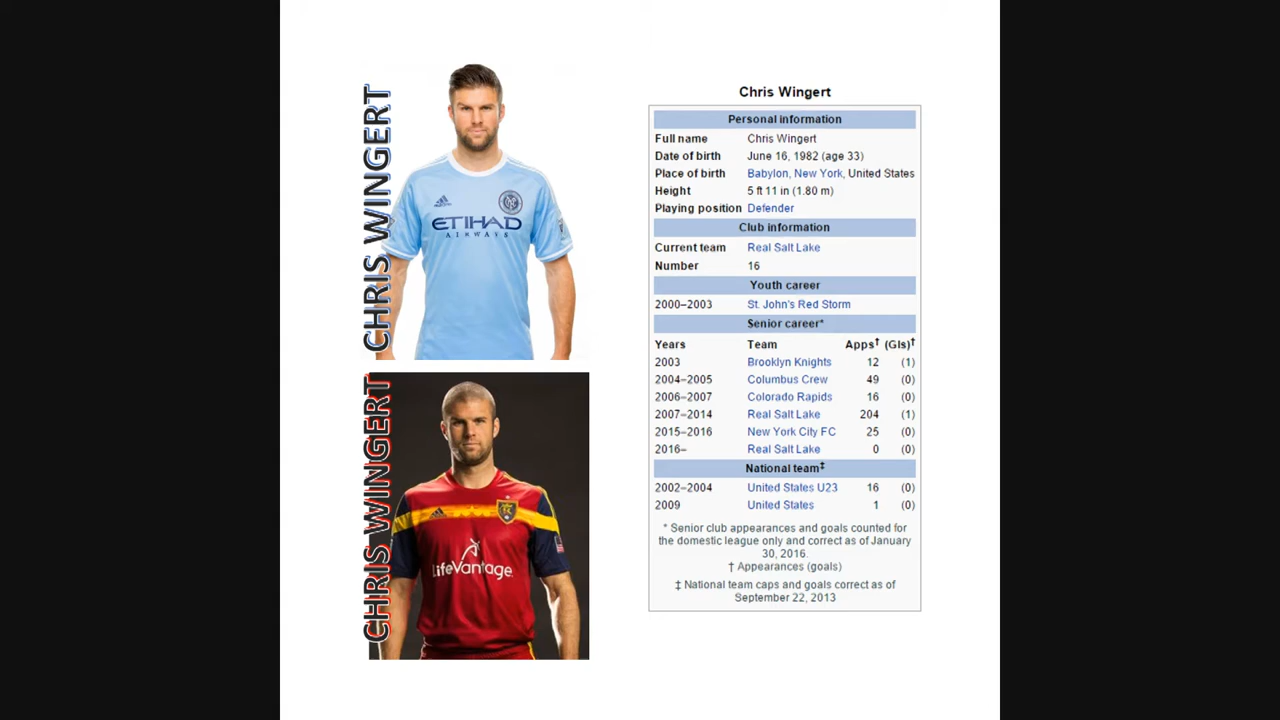 CHRIS WINGERT
ETIHAD
AIRWAYS
CHRIS WINGERT
LifeVantage
Chris Wingert
Personal information
Full name Chris Wingert
Date of birth June 16, 1982 (age 33)
Place of birth Babylon, New York, United States
Height 5 ft 11 in (1.80 m)
Playing position Defender
Club information
Current team Real Salt Lake
Number 16
Youth career
2000–2003 St. John's Red Storm
Senior career*
Years Team Apps† (Gls)†
2003 Brooklyn Knights 12 (1)
2004–2005 Columbus Crew 49 (0)
2006–2007 Colorado Rapids 16 (0)
2007–2014 Real Salt Lake 204 (1)
2015–2016 New York City FC 25 (0)
2016– Real Salt Lake 0 (0)
National team‡
2002–2004 United States U23 16 (0)
2009 United States 1 (0)
* Senior club appearances and goals counted for
the domestic league only and correct as of January
30, 2016.
† Appearances (goals)
‡ National team caps and goals correct as of
September 22, 2013